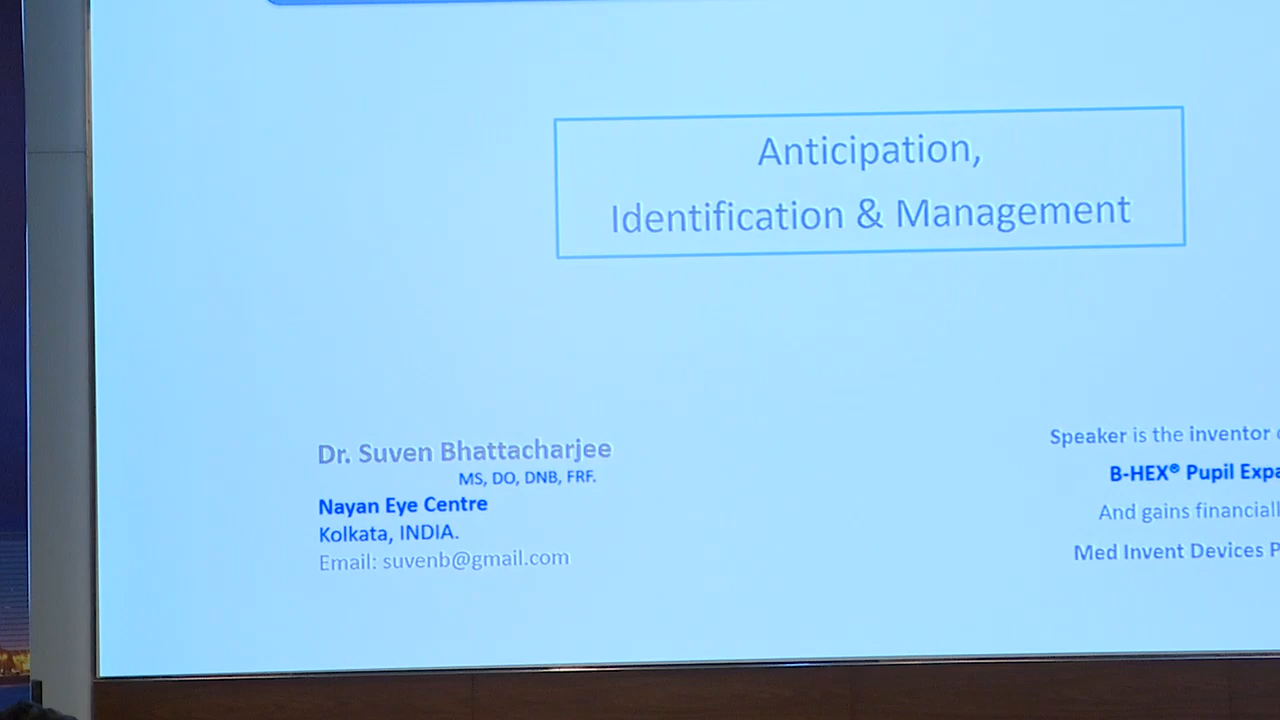 Anticipation,
Identification & Management
Dr. Suven Bhattacharjee
MS, DO, DNB, FRF.
Nayan Eye Centre
Kolkata, INDIA.
Email: suvenb@gmail.com
Speaker is the inventor
B-HEX® Pupil
And gains
Med Invent Devices